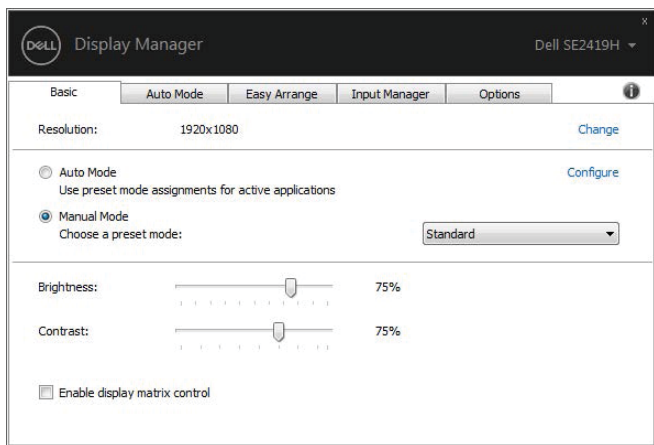 x
DELL Display Manager Dell SE2419H
Basic Auto Mode Easy Arrange Input Manager Options i
Resolution: 1920x1080 Change
Auto Mode Configure
Use preset mode assignments for active applications
Manual Mode
Choose a preset mode: Standard
Brightness: 75%
Contrast: 75%
Enable display matrix control